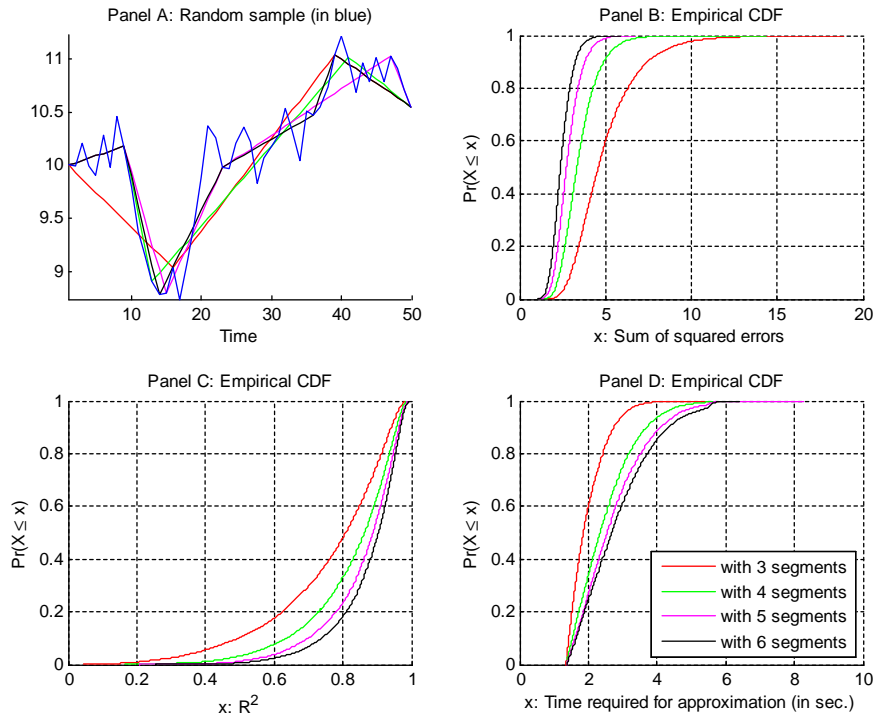 Panel A: Random sample (in blue)
11
10.5
10
9.5
9
10 20 30 40 50
Time
Panel B: Empirical CDF
Pr(X ≤ x)
1
0.8
0.6
0.4
0.2
0
0 5 10 15 20
x: Sum of squared errors
Panel C: Empirical CDF
Pr(X ≤ x)
1
0.8
0.6
0.4
0.2
0
0 0.2 0.4 0.6 0.8 1
x: R²
Panel D: Empirical CDF
Pr(X ≤ x)
1
0.8
0.6
0.4
0.2
0
0 2 4 6 8 10
x: Time required for approximation (in sec.)
with 3 segments
with 4 segments
with 5 segments
with 6 segments